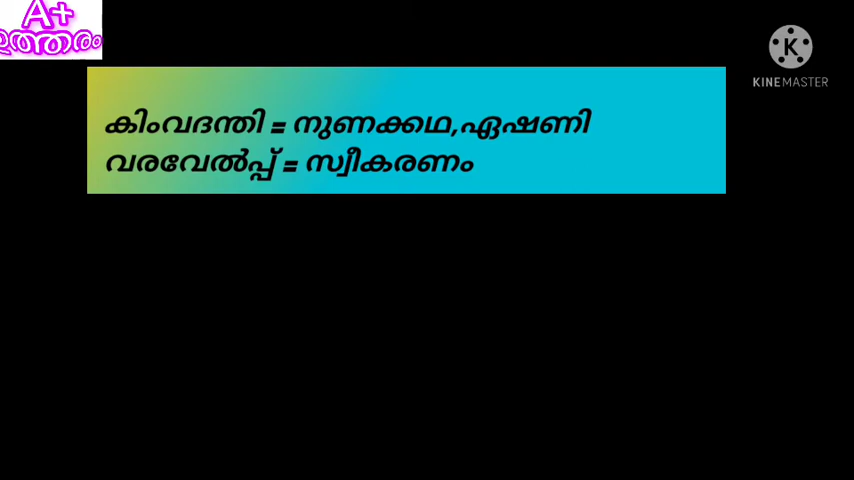 A+
ഉത്തരം
KINEMASTER
കിംവദന്തി = നുണക്കഥ,ഏഷണി
വരവേൽപ്പ് = സ്വീകരണം